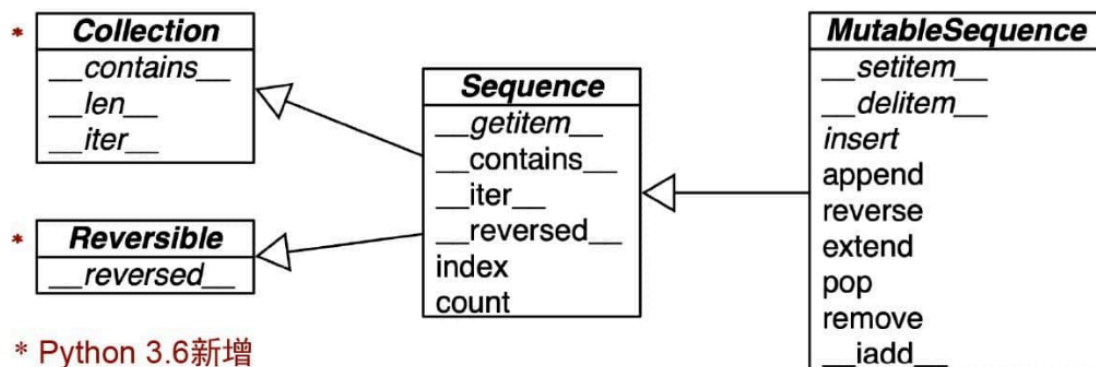 * Collection
__contains__
__len__
__iter__
* Reversible
__reversed__
* Python 3.6新增
Sequence
__getitem__
__contains__
__iter__
__reversed__
index
count
MutableSequence
__setitem__
__delitem__
insert
append
reverse
extend
pop
remove
__iadd__